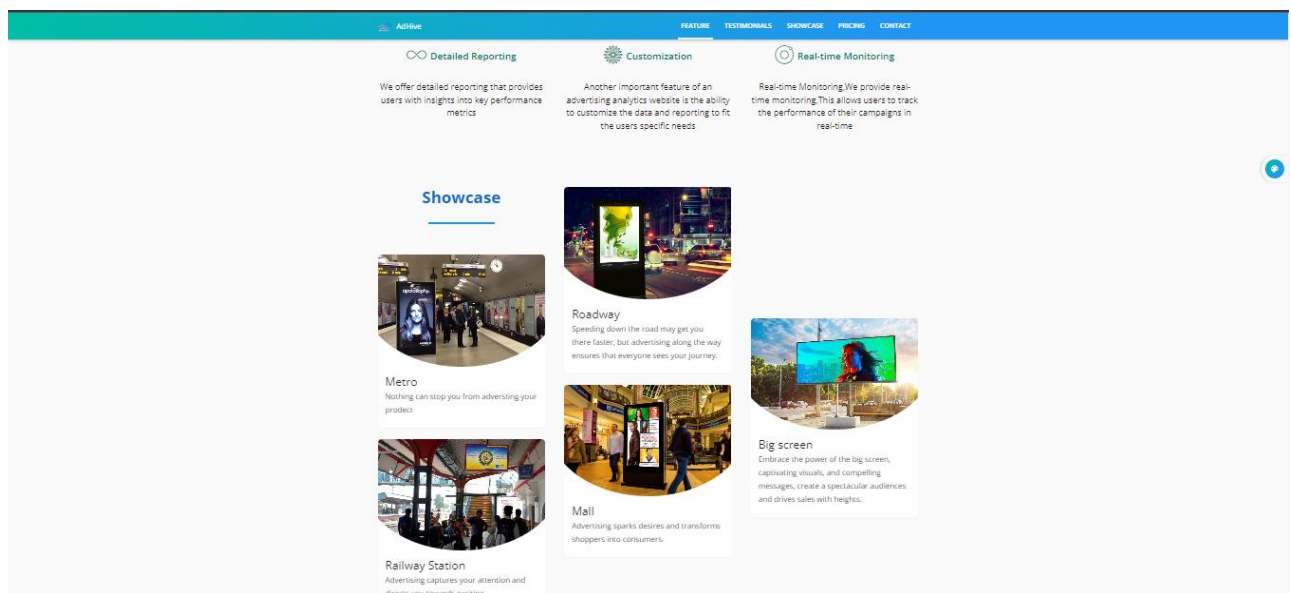 AdHive
FEATURE TESTIMONIALS SHOWCASE PRICING CONTACT
Detailed Reporting
We offer detailed reporting that provides
users with insights into key performance
metrics
Customization
Another important feature of an
advertising analytics website is the ability
to customize the data and reporting to fit
the users specific needs
Real-time Monitoring
Real-time Monitoring,We provide real-
time monitoring,This allows users to track
the performance of their campaigns in
real-time
Showcase
Metro
Nothing can stop you from adversting your
prodect
Railway Station
Advertising captures your attention and
Roadway
Speeding down the road may get you
there faster, but advertising along the way
ensures that everyone sees your journey.
Mall
Advertising sparks desires and transforms
shoppers into consumers.
Big screen
Embrace the power of the big screen,
captivating visuals, and compelling
messages, create a spectacular audiences
and drives sales with heights.